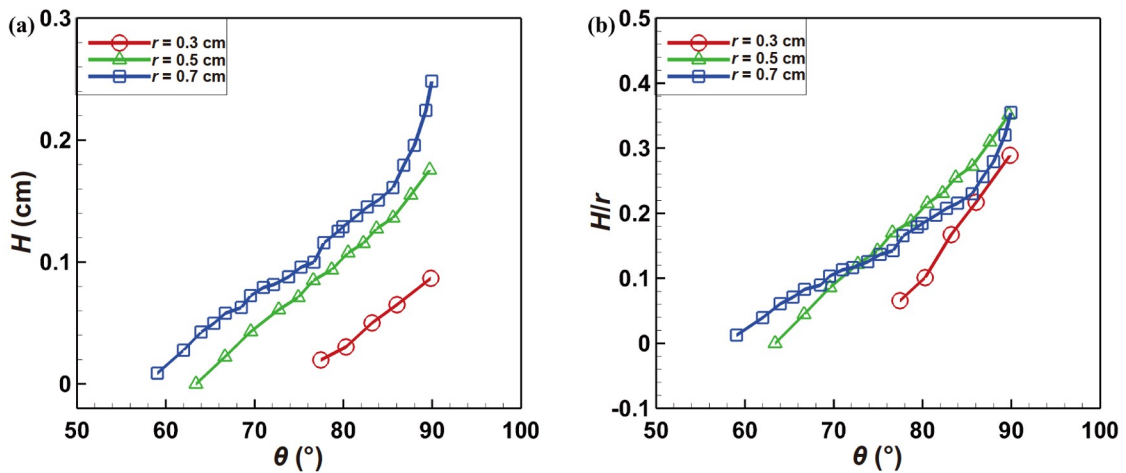 (a)
0.3
0.2
0.1
0
H (cm)
r = 0.3 cm
r = 0.5 cm
r = 0.7 cm
50
60
70
80
90
100
θ (°)
(b)
0.5
0.4
0.3
0.2
0.1
0
-0.1
H/r
r = 0.3 cm
r = 0.5 cm
r = 0.7 cm
50
60
70
80
90
100
θ (°)